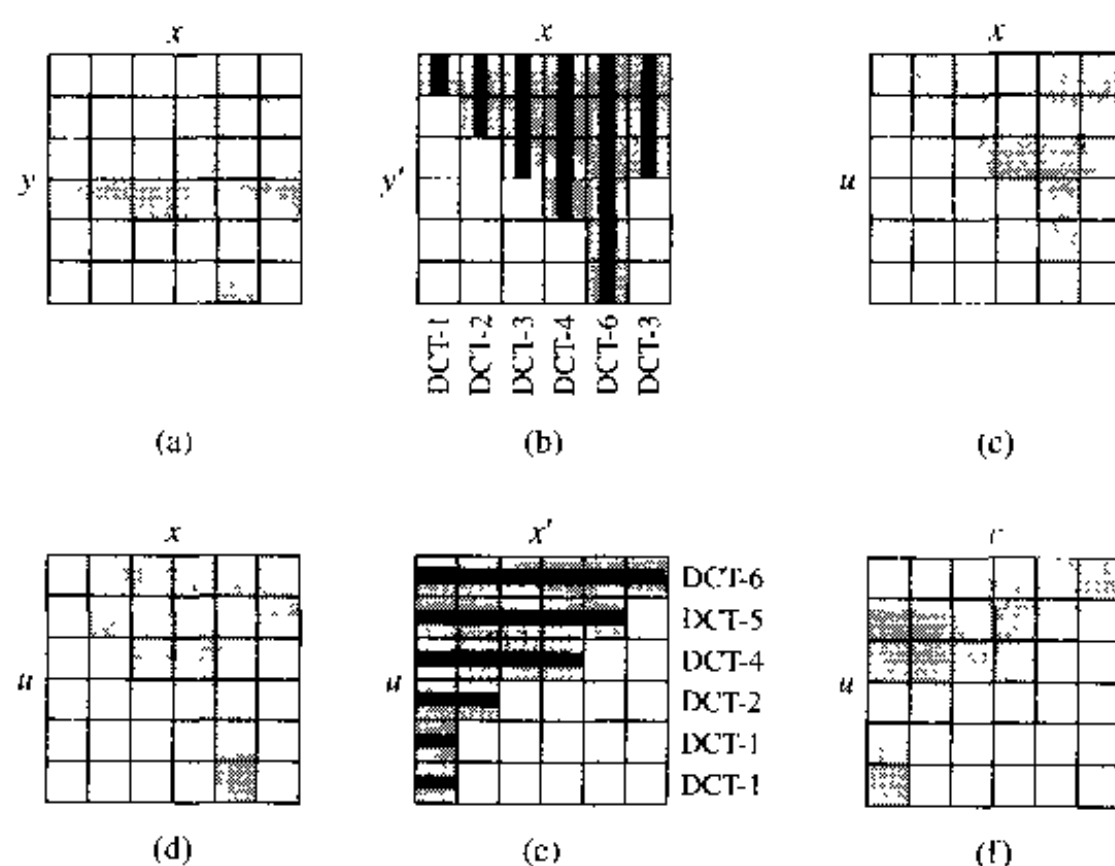 x x x
y y' u
DCT-1 DCT-2 DCT-3 DCT-4 DCT-6 DCT-3
(a) (b) (c)
x x'
DCT-6
DCT-5
DCT-4
u u u DCT-2
DCT-1
DCT-1
(d) (e) (f)